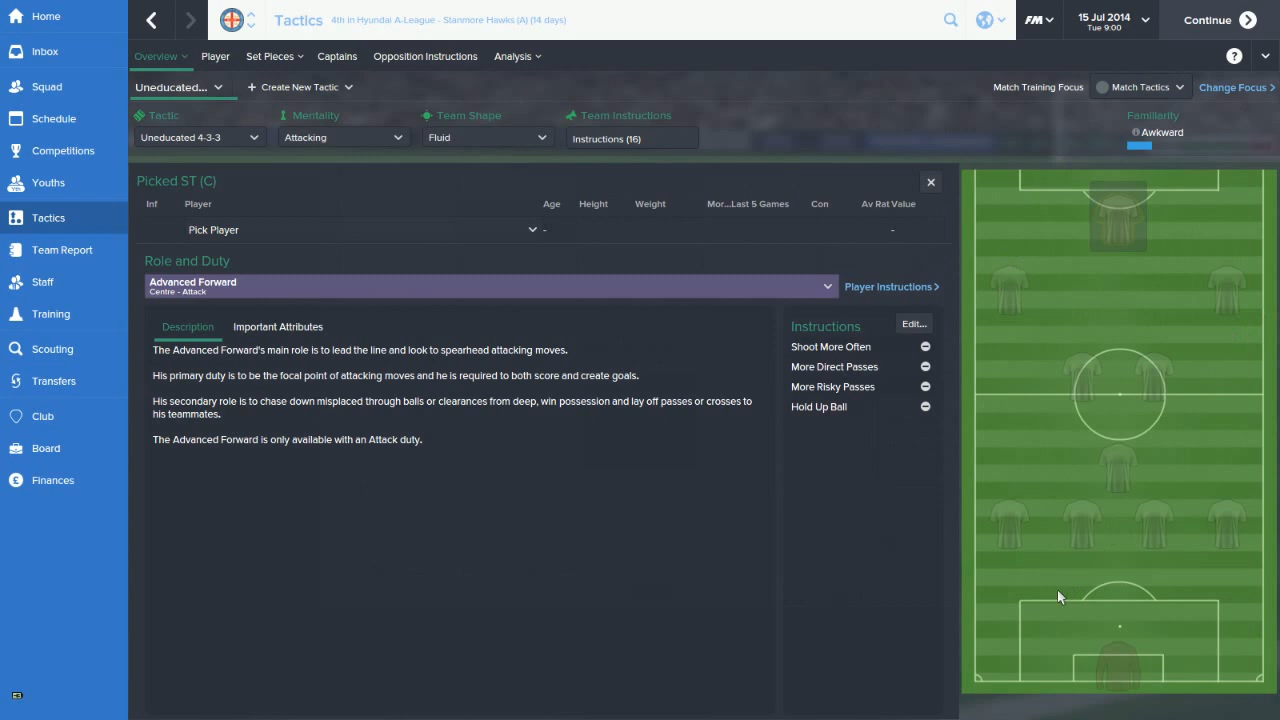 Home
Tactics
4th in Hyundai A-League - Stanmore Hawks (A) (14 days)
FM
15 Jul 2014
Tue 9:00
Continue
Inbox
Squad
Schedule
Competitions
Youths
Tactics
Team Report
Staff
Training
Scouting
Transfers
Club
Board
Finances
Overview
Player
Set Pieces
Captains
Opposition Instructions
Analysis
?
Uneducated...
+ Create New Tactic
Match Training Focus
Match Tactics
Change Focus >
Tactic
Mentality
Team Shape
Team Instructions
Familiarity
Uneducated 4-3-3
Attacking
Fluid
Instructions (16)
Awkward
Picked ST (C)
Inf
Player
Age
Height
Weight
Mor...
Last 5 Games
Con
Av Rat
Value
Pick Player
-
-
Role and Duty
Advanced Forward
Centre - Attack
Player Instructions >
Description
Important Attributes
The Advanced Forward's main role is to lead the line and look to spearhead attacking moves.
His primary duty is to be the focal point of attacking moves and he is required to both score and create goals.
His secondary role is to chase down misplaced through balls or clearances from deep, win possession and lay off passes or crosses to
his teammates.
The Advanced Forward is only available with an Attack duty.
Instructions
Edit...
Shoot More Often
More Direct Passes
More Risky Passes
Hold Up Ball